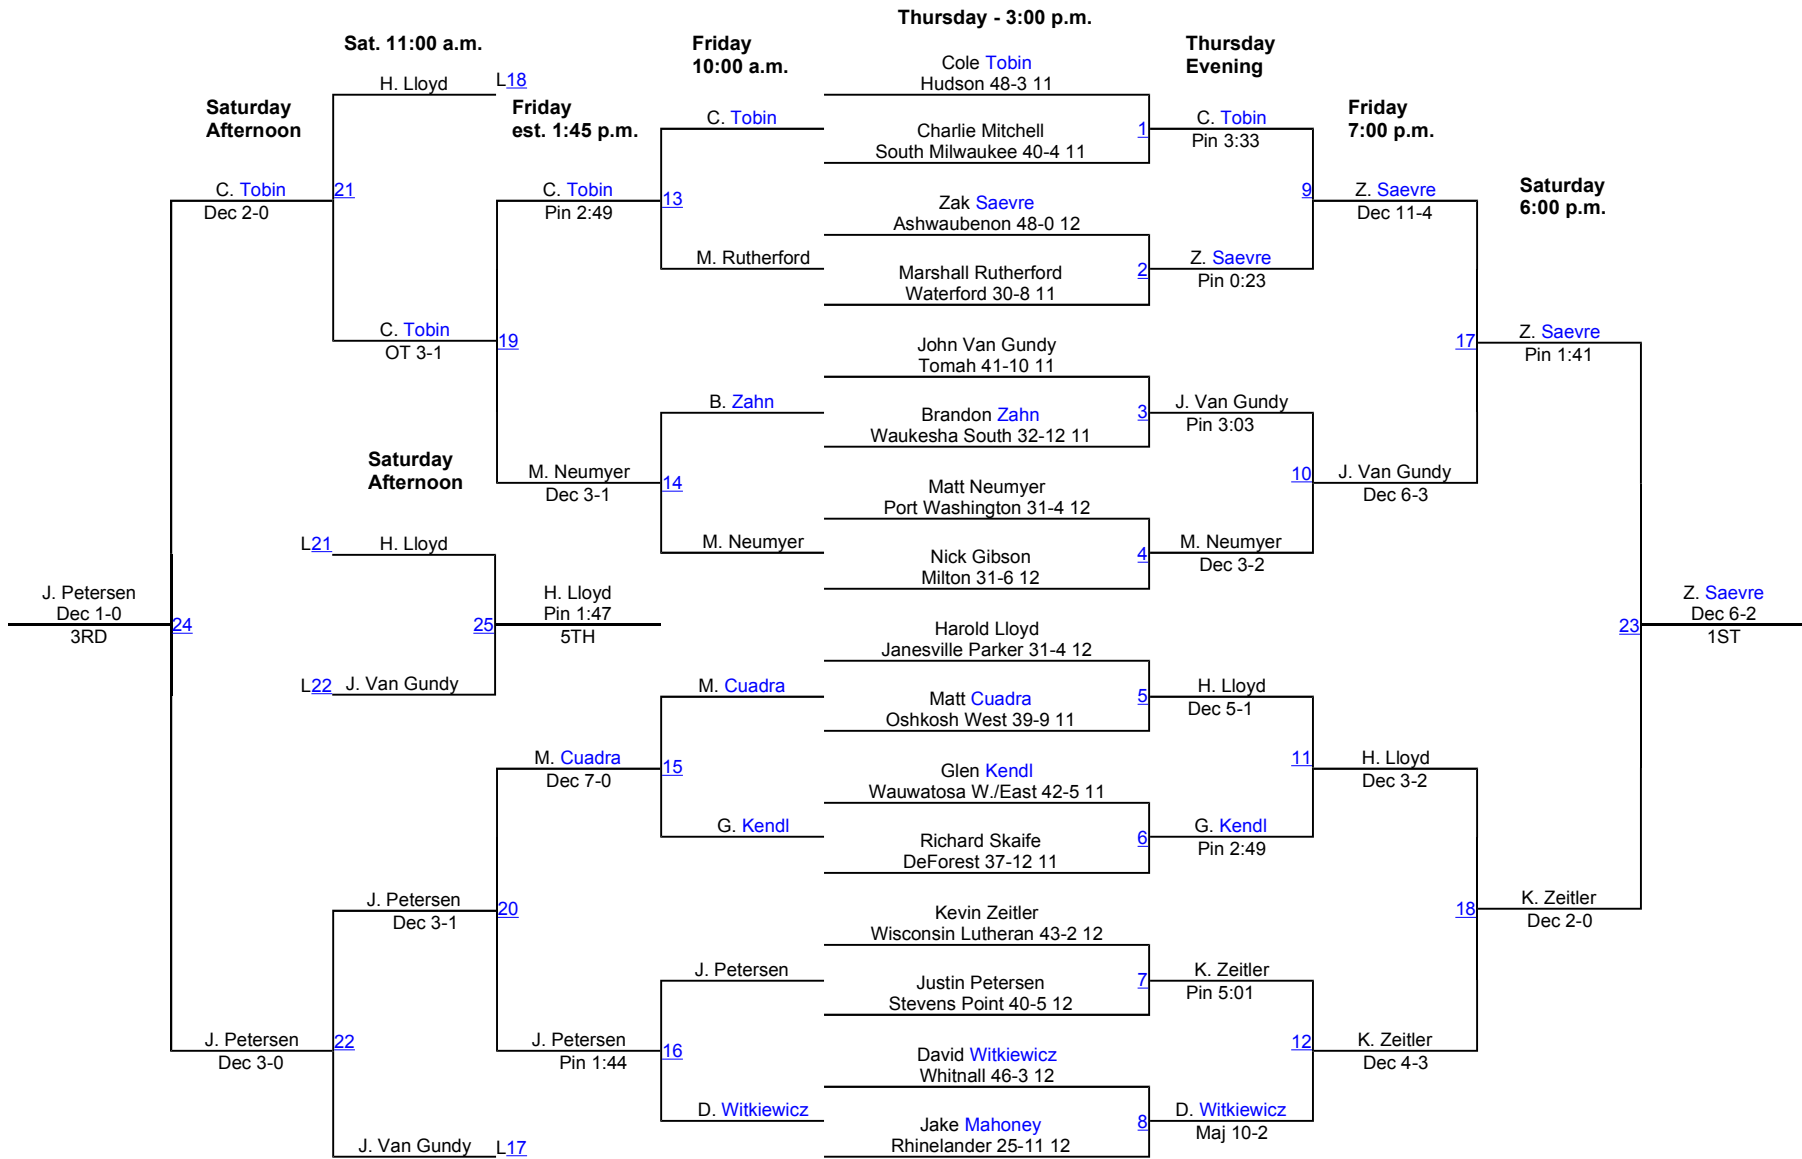 Thursday - 3:00 p.m.
Sat. 11:00 a.m.
Friday
10:00 a.m.
Thursday
Evening
Saturday
Afternoon
Friday
est. 1:45 p.m.
Friday
7:00 p.m.
Saturday
6:00 p.m.
Saturday
Afternoon
Cole Tobin
Hudson 48-3 11
Charlie Mitchell
South Milwaukee 40-4 11
1
Zak Saevre
Ashwaubenon 48-0 12
Marshall Rutherford
Waterford 30-8 11
2
John Van Gundy
Tomah 41-10 11
Brandon Zahn
Waukesha South 32-12 11
3
Matt Neumyer
Port Washington 31-4 12
Nick Gibson
Milton 31-6 12
4
Harold Lloyd
Janesville Parker 31-4 12
Matt Cuadra
Oshkosh West 39-9 11
5
Glen Kendl
Wauwatosa W./East 42-5 11
Richard Skaife
DeForest 37-12 11
6
Kevin Zeitler
Wisconsin Lutheran 43-2 12
Justin Petersen
Stevens Point 40-5 12
7
David Witkiewicz
Whitnall 46-3 12
Jake Mahoney
Rhinelander 25-11 12
8
C. Tobin
Pin 3:33
9
Z. Saevre
Pin 0:23
J. Van Gundy
Pin 3:03
10
M. Neumyer
Dec 3-2
H. Lloyd
Dec 5-1
11
G. Kendl
Pin 2:49
K. Zeitler
Pin 5:01
12
D. Witkiewicz
Maj 10-2
Z. Saevre
Dec 11-4
17
J. Van Gundy
Dec 6-3
H. Lloyd
Dec 3-2
18
K. Zeitler
Dec 4-3
Z. Saevre
Pin 1:41
23
K. Zeitler
Dec 2-0
Z. Saevre
Dec 6-2
1ST
C. Tobin
13
M. Rutherford
B. Zahn
14
M. Neumyer
M. Cuadra
15
G. Kendl
J. Petersen
16
D. Witkiewicz
C. Tobin
Pin 2:49
19
M. Neumyer
Dec 3-1
M. Cuadra
Dec 7-0
20
J. Petersen
Pin 1:44
H. Lloyd L18
21
C. Tobin
OT 3-1
J. Petersen
Dec 3-1
22
J. Van Gundy L17
C. Tobin
Dec 2-0
24
J. Petersen
Dec 3-0
J. Petersen
Dec 1-0
3RD
L21 H. Lloyd
25
L22 J. Van Gundy
H. Lloyd
Pin 1:47
5TH